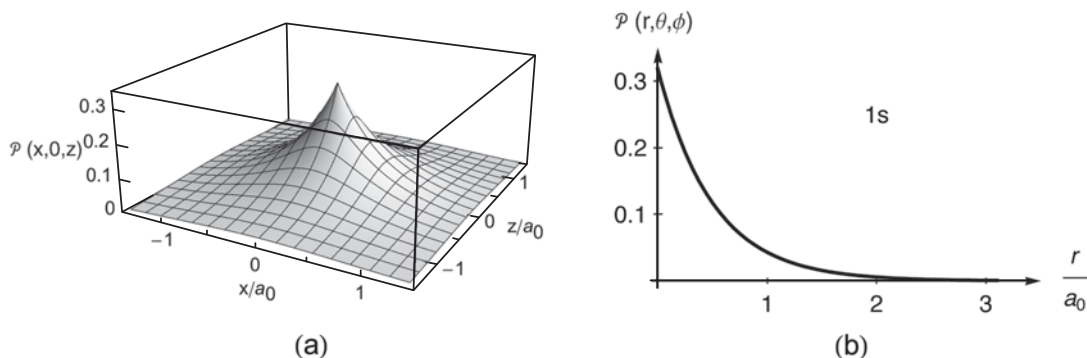 0.3
𝒫 (x,0,z)
0.2
0.1
0
−1
0
1
x/a₀
−1
0
1
z/a₀
(a)
𝒫 (r,θ,ϕ)
0.3
0.2
0.1
1s
1 2 3
r
a₀
(b)